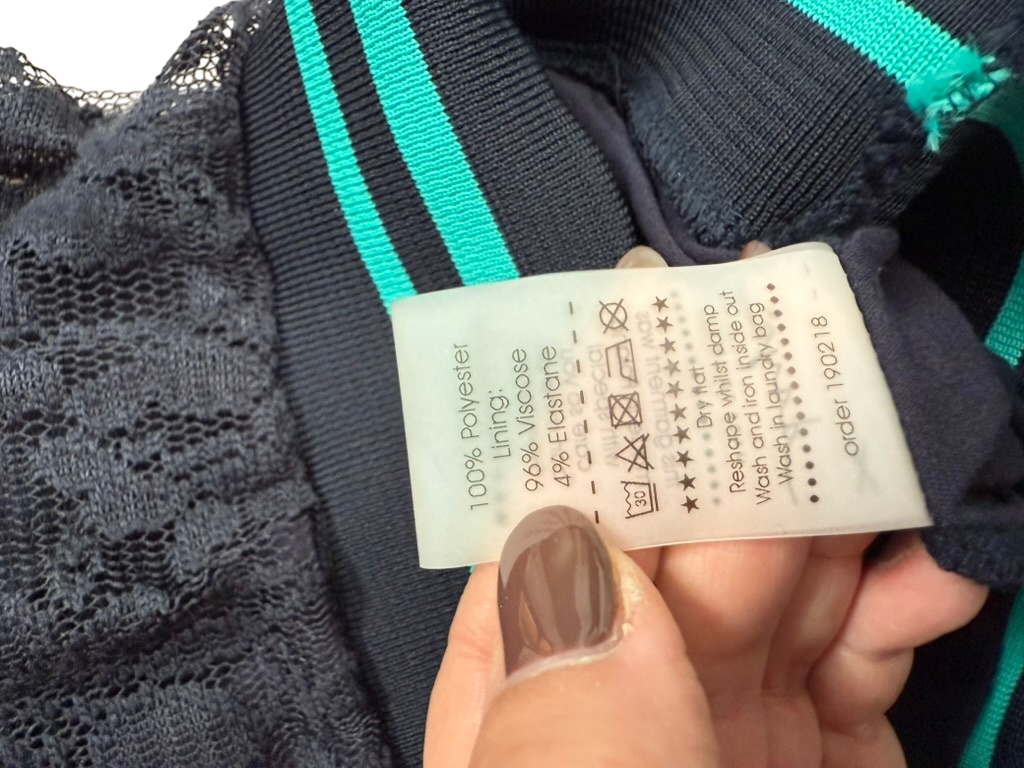 100% Polyester
Lining:
96% Viscose
4% Elastane
30
Dry flat
Reshape whilst damp
Wash and iron inside out
Wash in laundry bag
order 190218